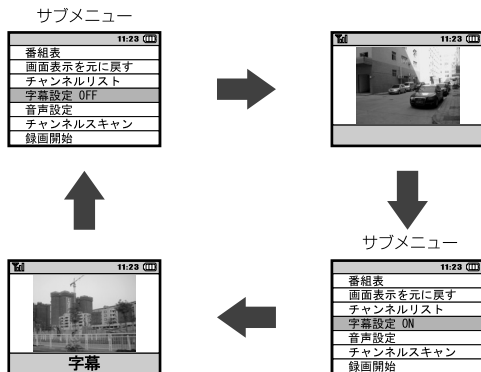 サブメニュー
11:23
番組表
画面表示を元に戻す
チャンネルリスト
字幕設定 OFF
音声設定
チャンネルスキャン
録画開始
11:23
サブメニュー
11:23
番組表
画面表示を元に戻す
チャンネルリスト
字幕設定 ON
音声設定
チャンネルスキャン
録画開始
11:23
字幕